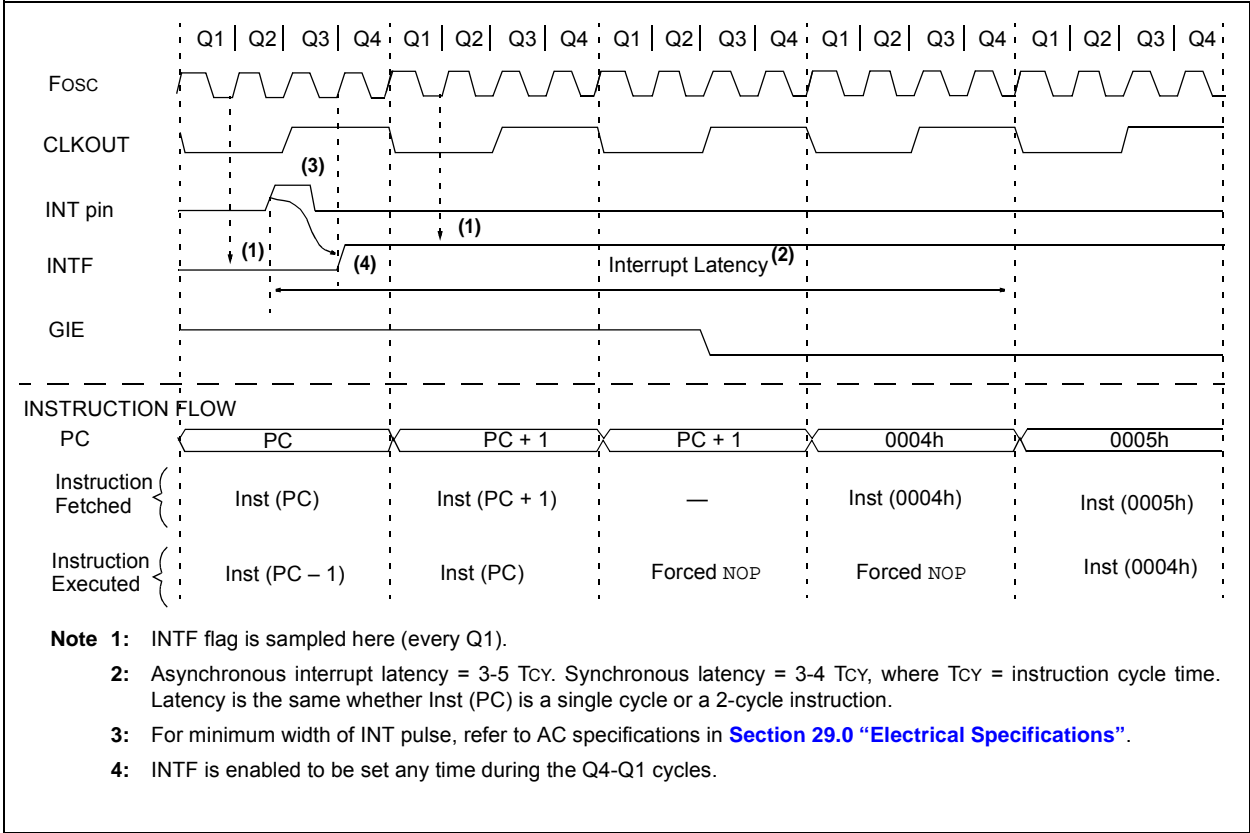 Q1 | Q2 | Q3 | Q4 Q1 | Q2 | Q3 | Q4 Q1 | Q2 | Q3 | Q4 Q1 | Q2 | Q3 | Q4 Q1 | Q2 | Q3 | Q4
FOSC
CLKOUT
(3)
INT pin
(1)
(1)
INTF
(4)
Interrupt Latency(2)
GIE
INSTRUCTION FLOW
PC PC PC + 1 PC + 1 0004h 0005h
Instruction
Fetched
Inst (PC) Inst (PC + 1) — Inst (0004h) Inst (0005h)
Instruction
Executed
Inst (PC – 1) Inst (PC) Forced NOP Forced NOP Inst (0004h)
Note 1: INTF flag is sampled here (every Q1).
2: Asynchronous interrupt latency = 3-5 TCY. Synchronous latency = 3-4 TCY, where TCY = instruction cycle time.
Latency is the same whether Inst (PC) is a single cycle or a 2-cycle instruction.
3: For minimum width of INT pulse, refer to AC specifications in Section 29.0 “Electrical Specifications”.
4: INTF is enabled to be set any time during the Q4-Q1 cycles.